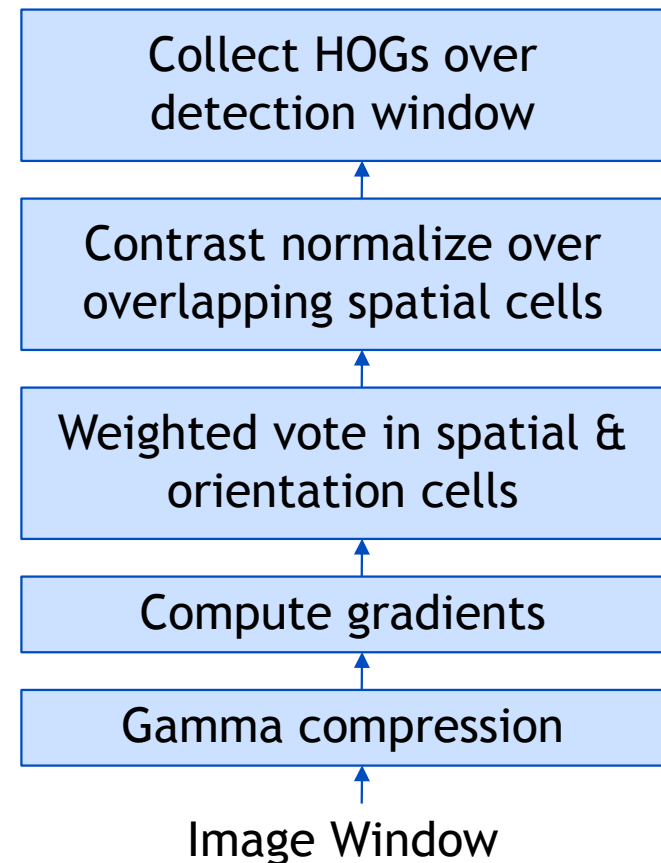 Collect HOGs over
detection window
Contrast normalize over
overlapping spatial cells
Weighted vote in spatial &
orientation cells
Compute gradients
Gamma compression
Image Window